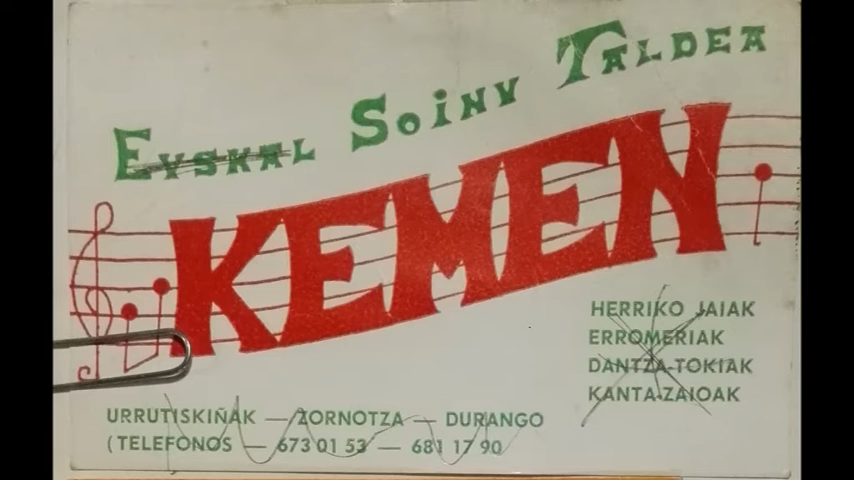 EUSKAL SOINU TALDEA
KEMEN
HERRIKO JAIAK
ERROMERIAK
DANTZA-TOKIAK
KANTA-ZAIOAK
URRUTISKIÑAK — ZORNOTZA — DURANGO
(TELEFONOS — 673 01 53 — 681 17 90